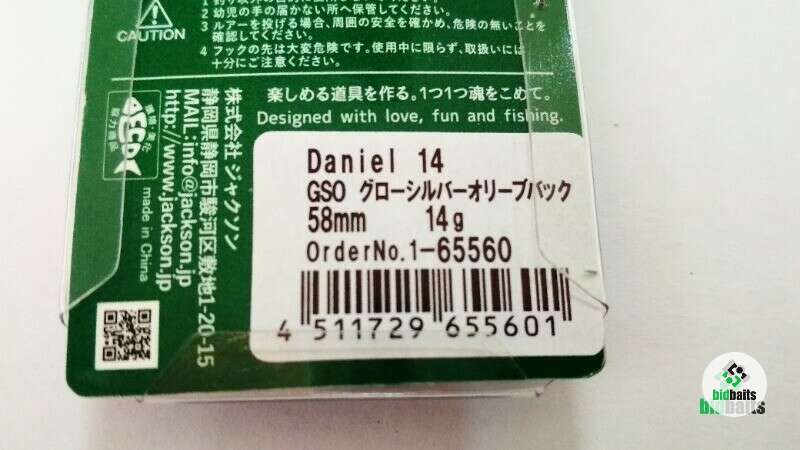 2 幼児の手の届かない所へ保管してください。
3 ルアーを投げる場合、周囲の安全を確かめ、危険の無いことを
確認してください。
4 フックの先は大変危険です。使用中に限らず、取扱いには
十分にご注意ください。
CAUTION
楽しめる道具を作る。1つ1つ魂をこめて。
Designed with love, fun and fishing.
株式会社 ジャクソン
静岡県静岡市駿河区敷地1-20-15
MAIL:info@jackson.jp
http://www.jackson.jp
made in China
Daniel 14
GSO グローシルバーオリーブバック
58mm 14g
OrderNo.1-65560
4 511729 655601
bidbaits
bidbaits